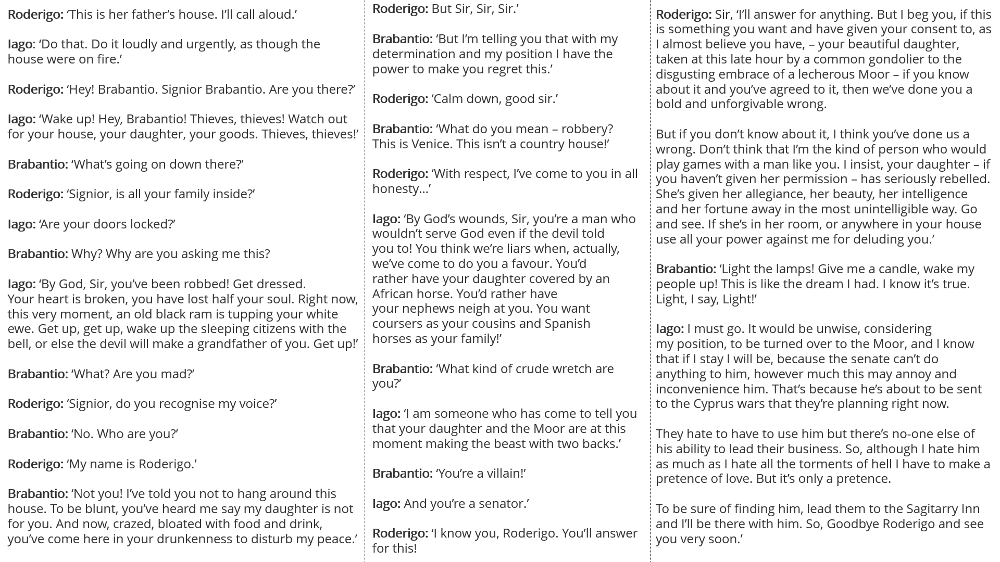 Roderigo: ‘This is her father’s house. I’ll call aloud.’
Iago: ‘Do that. Do it loudly and urgently, as though the
house were on fire.’
Roderigo: ‘Hey! Brabantio. Signior Brabantio. Are you there?’
Iago: ‘Wake up! Hey, Brabantio! Thieves, thieves! Watch out
for your house, your daughter, your goods. Thieves, thieves!’
Brabantio: ‘What’s going on down there?’
Roderigo: ‘Signior, is all your family inside?’
Iago: ‘Are your doors locked?’
Brabantio: Why? Why are you asking me this?
Iago: ‘By God, Sir, you’ve been robbed! Get dressed.
Your heart is broken, you have lost half your soul. Right now,
this very moment, an old black ram is tupping your white
ewe. Get up, get up, wake up the sleeping citizens with the
bell, or else the devil will make a grandfather of you. Get up!’
Brabantio: ‘What? Are you mad?’
Roderigo: ‘Signior, do you recognise my voice?’
Brabantio: ‘No. Who are you?’
Roderigo: ‘My name is Roderigo.’
Brabantio: ‘Not you! I’ve told you not to hang around this
house. To be blunt, you’ve heard me say my daughter is not
for you. And now, crazed, bloated with food and drink,
you’ve come here in your drunkenness to disturb my peace.’
Roderigo: But Sir, Sir, Sir.’
Brabantio: ‘But I’m telling you that with my
determination and my position I have the
power to make you regret this.’
Roderigo: ‘Calm down, good sir.’
Brabantio: ‘What do you mean – robbery?
This is Venice. This isn’t a country house!’
Roderigo: ‘With respect, I’ve come to you in all
honesty...’
Iago: ‘By God’s wounds, Sir, you’re a man who
wouldn’t serve God even if the devil told
you to! You think we’re liars when, actually,
we’ve come to do you a favour. You’d
rather have your daughter covered by an
African horse. You’d rather have
your nephews neigh at you. You want
coursers as your cousins and Spanish
horses as your family!’
Brabantio: ‘What kind of crude wretch are
you?’
Iago: ‘I am someone who has come to tell you
that your daughter and the Moor are at this
moment making the beast with two backs.’
Brabantio: ‘You’re a villain!’
Iago: And you’re a senator.’
Roderigo: ‘I know you, Roderigo. You’ll answer
for this!
Roderigo: Sir, ‘I’ll answer for anything. But I beg you, if this
is something you want and have given your consent to, as
I almost believe you have, – your beautiful daughter,
taken at this late hour by a common gondolier to the
disgusting embrace of a lecherous Moor – if you know
about it and you’ve agreed to it, then we’ve done you a
bold and unforgivable wrong.
But if you don’t know about it, I think you’ve done us a
wrong. Don’t think that I’m the kind of person who would
play games with a man like you. I insist, your daughter – if
you haven’t given her permission – has seriously rebelled.
She’s given her allegiance, her beauty, her intelligence
and her fortune away in the most unintelligible way. Go
and see. If she’s in her room, or anywhere in your house
use all your power against me for deluding you.’
Brabantio: ‘Light the lamps! Give me a candle, wake my
people up! This is like the dream I had. I know it’s true.
Light, I say, Light!’
Iago: I must go. It would be unwise, considering
my position, to be turned over to the Moor, and I know
that if I stay I will be, because the senate can’t do
anything to him, however much this may annoy and
inconvenience him. That’s because he’s about to be sent
to the Cyprus wars that they’re planning right now.
They hate to have to use him but there’s no-one else of
his ability to lead their business. So, although I hate him
as much as I hate all the torments of hell I have to make a
pretence of love. But it’s only a pretence.
To be sure of finding him, lead them to the Sagitarry Inn
and I’ll be there with him. So, Goodbye Roderigo and see
you very soon.’